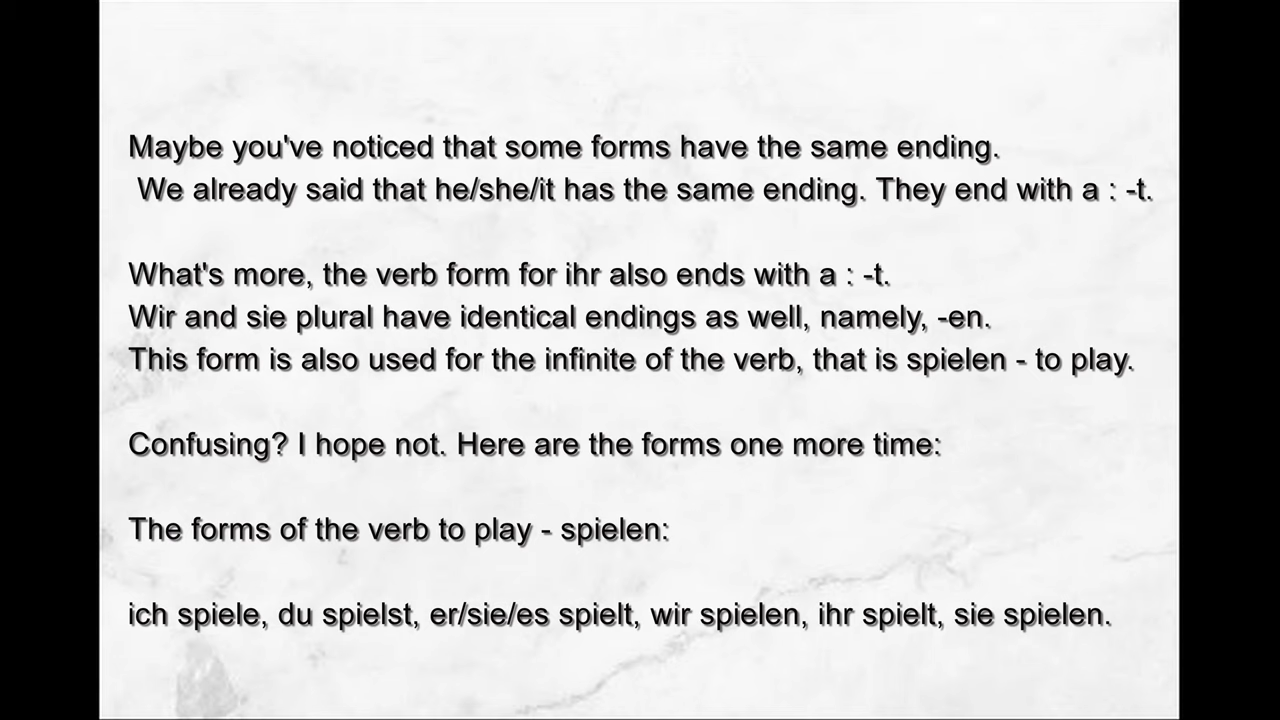 Maybe you've noticed that some forms have the same ending.
We already said that he/she/it has the same ending. They end with a : -t.
What's more, the verb form for ihr also ends with a : -t.
Wir and sie plural have identical endings as well, namely, -en.
This form is also used for the infinite of the verb, that is spielen - to play.
Confusing? I hope not. Here are the forms one more time:
The forms of the verb to play - spielen:
ich spiele, du spielst, er/sie/es spielt, wir spielen, ihr spielt, sie spielen.